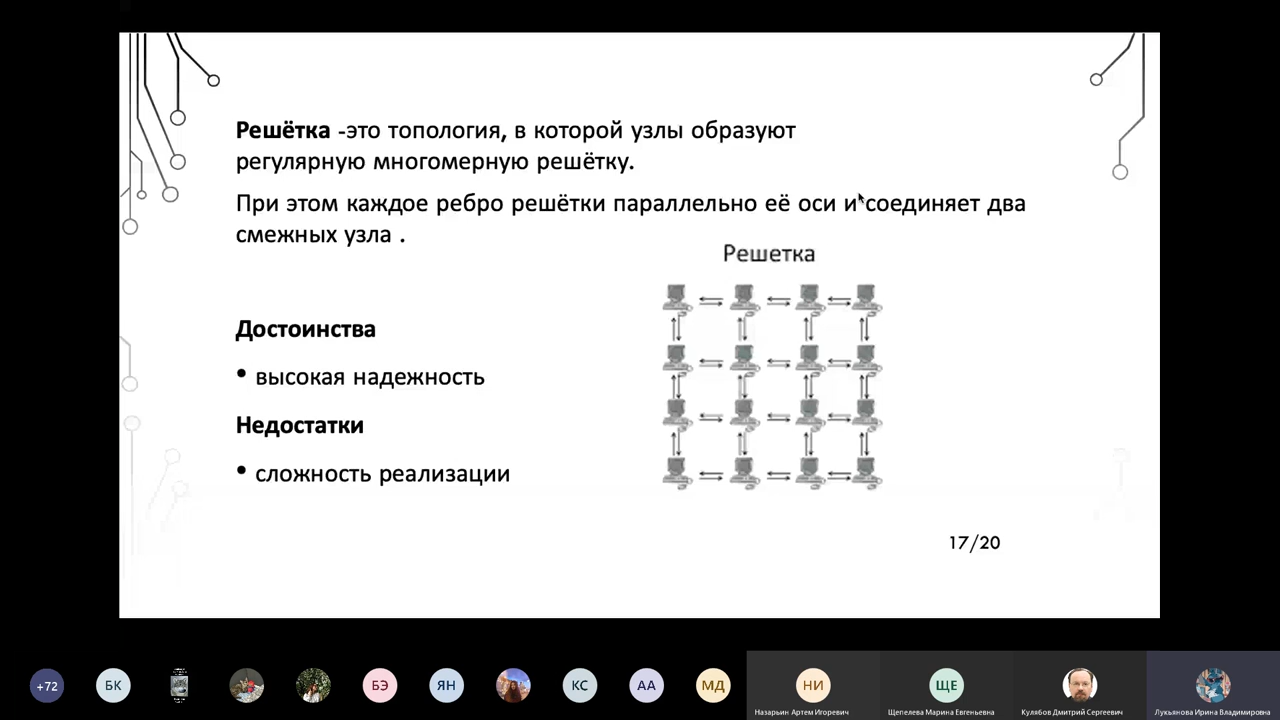 Решётка -это топология, в которой узлы образуют
регулярную многомерную решётку.
При этом каждое ребро решётки параллельно её оси и соединяет два
смежных узла .
Решетка
Достоинства
• высокая надежность
Недостатки
• сложность реализации
17/20
+72
БК
БЭ
ЯН
КС
АА
МД
НИ
ЩЕ
Назарьин Артем Игоревич
Щепелева Марина Евгеньевна
Кулябов Дмитрий Сергеевич
Лукьянова Ирина Владимировна